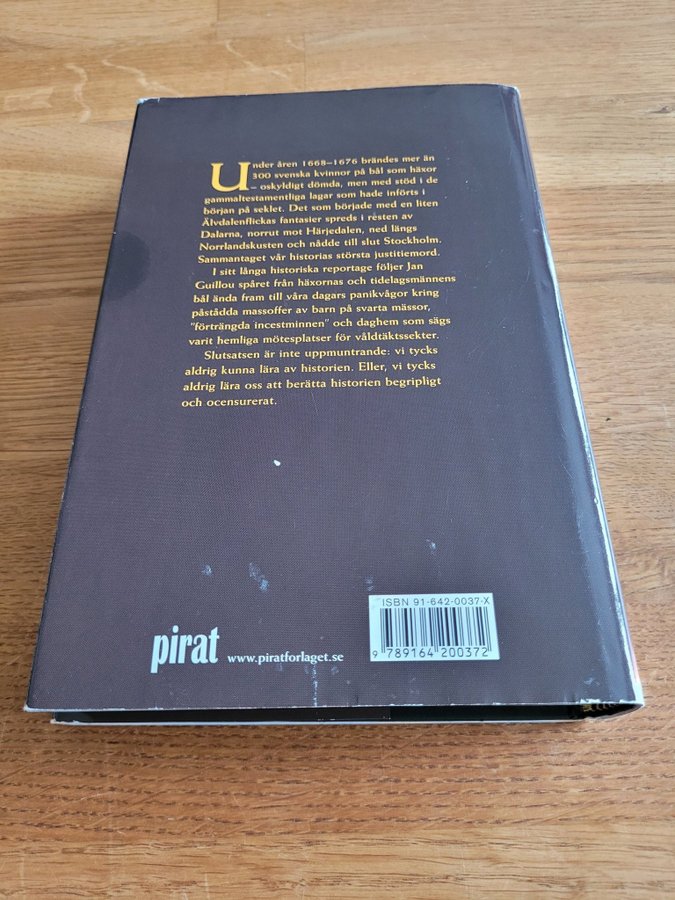 Under åren 1668–1676 brändes mer än
300 svenska kvinnor på bål som häxor
– oskyldigt dömda, men med stöd i de
gammaltestamentliga lagar som hade införts i
början på seklet. Det som började med en liten
Älvdalenflickas fantasier spreds i resten av
Dalarna, norrut mot Härjedalen, ned längs
Norrlandskusten och nådde till slut Stockholm.
Sammantaget vår historias största justitiemord.
I sitt långa historiska reportage följer Jan
Guillou spåret från häxornas och tidelagsmännens
bål ända fram till våra dagars panikvågor kring
påstådda massoffer av barn på svarta mässor,
”förträngda incestminnen” och daghem som sägs
varit hemliga mötesplatser för våldtäktssekter.
Slutsatsen är inte uppmuntrande: vi tycks
aldrig kunna lära av historien. Eller, vi tycks
aldrig lära oss att berätta historien begripligt
och ocensurerat.
ISBN 91-642-0037-X
9 789164 200372
pirat www.piratforlaget.se